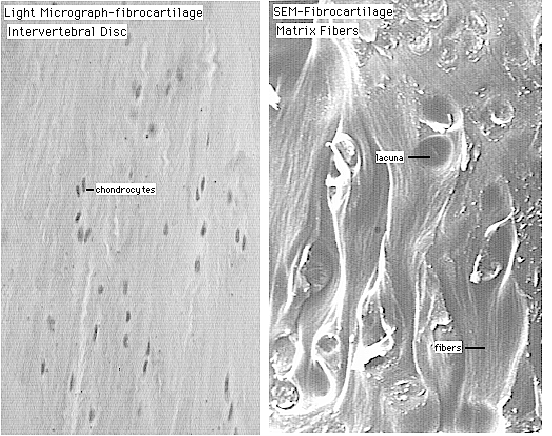 Light Micrograph-fibrocartilage
Intervertebral Disc
chondrocytes
SEM-Fibrocartilage
Matrix Fibers
lacuna
fibers